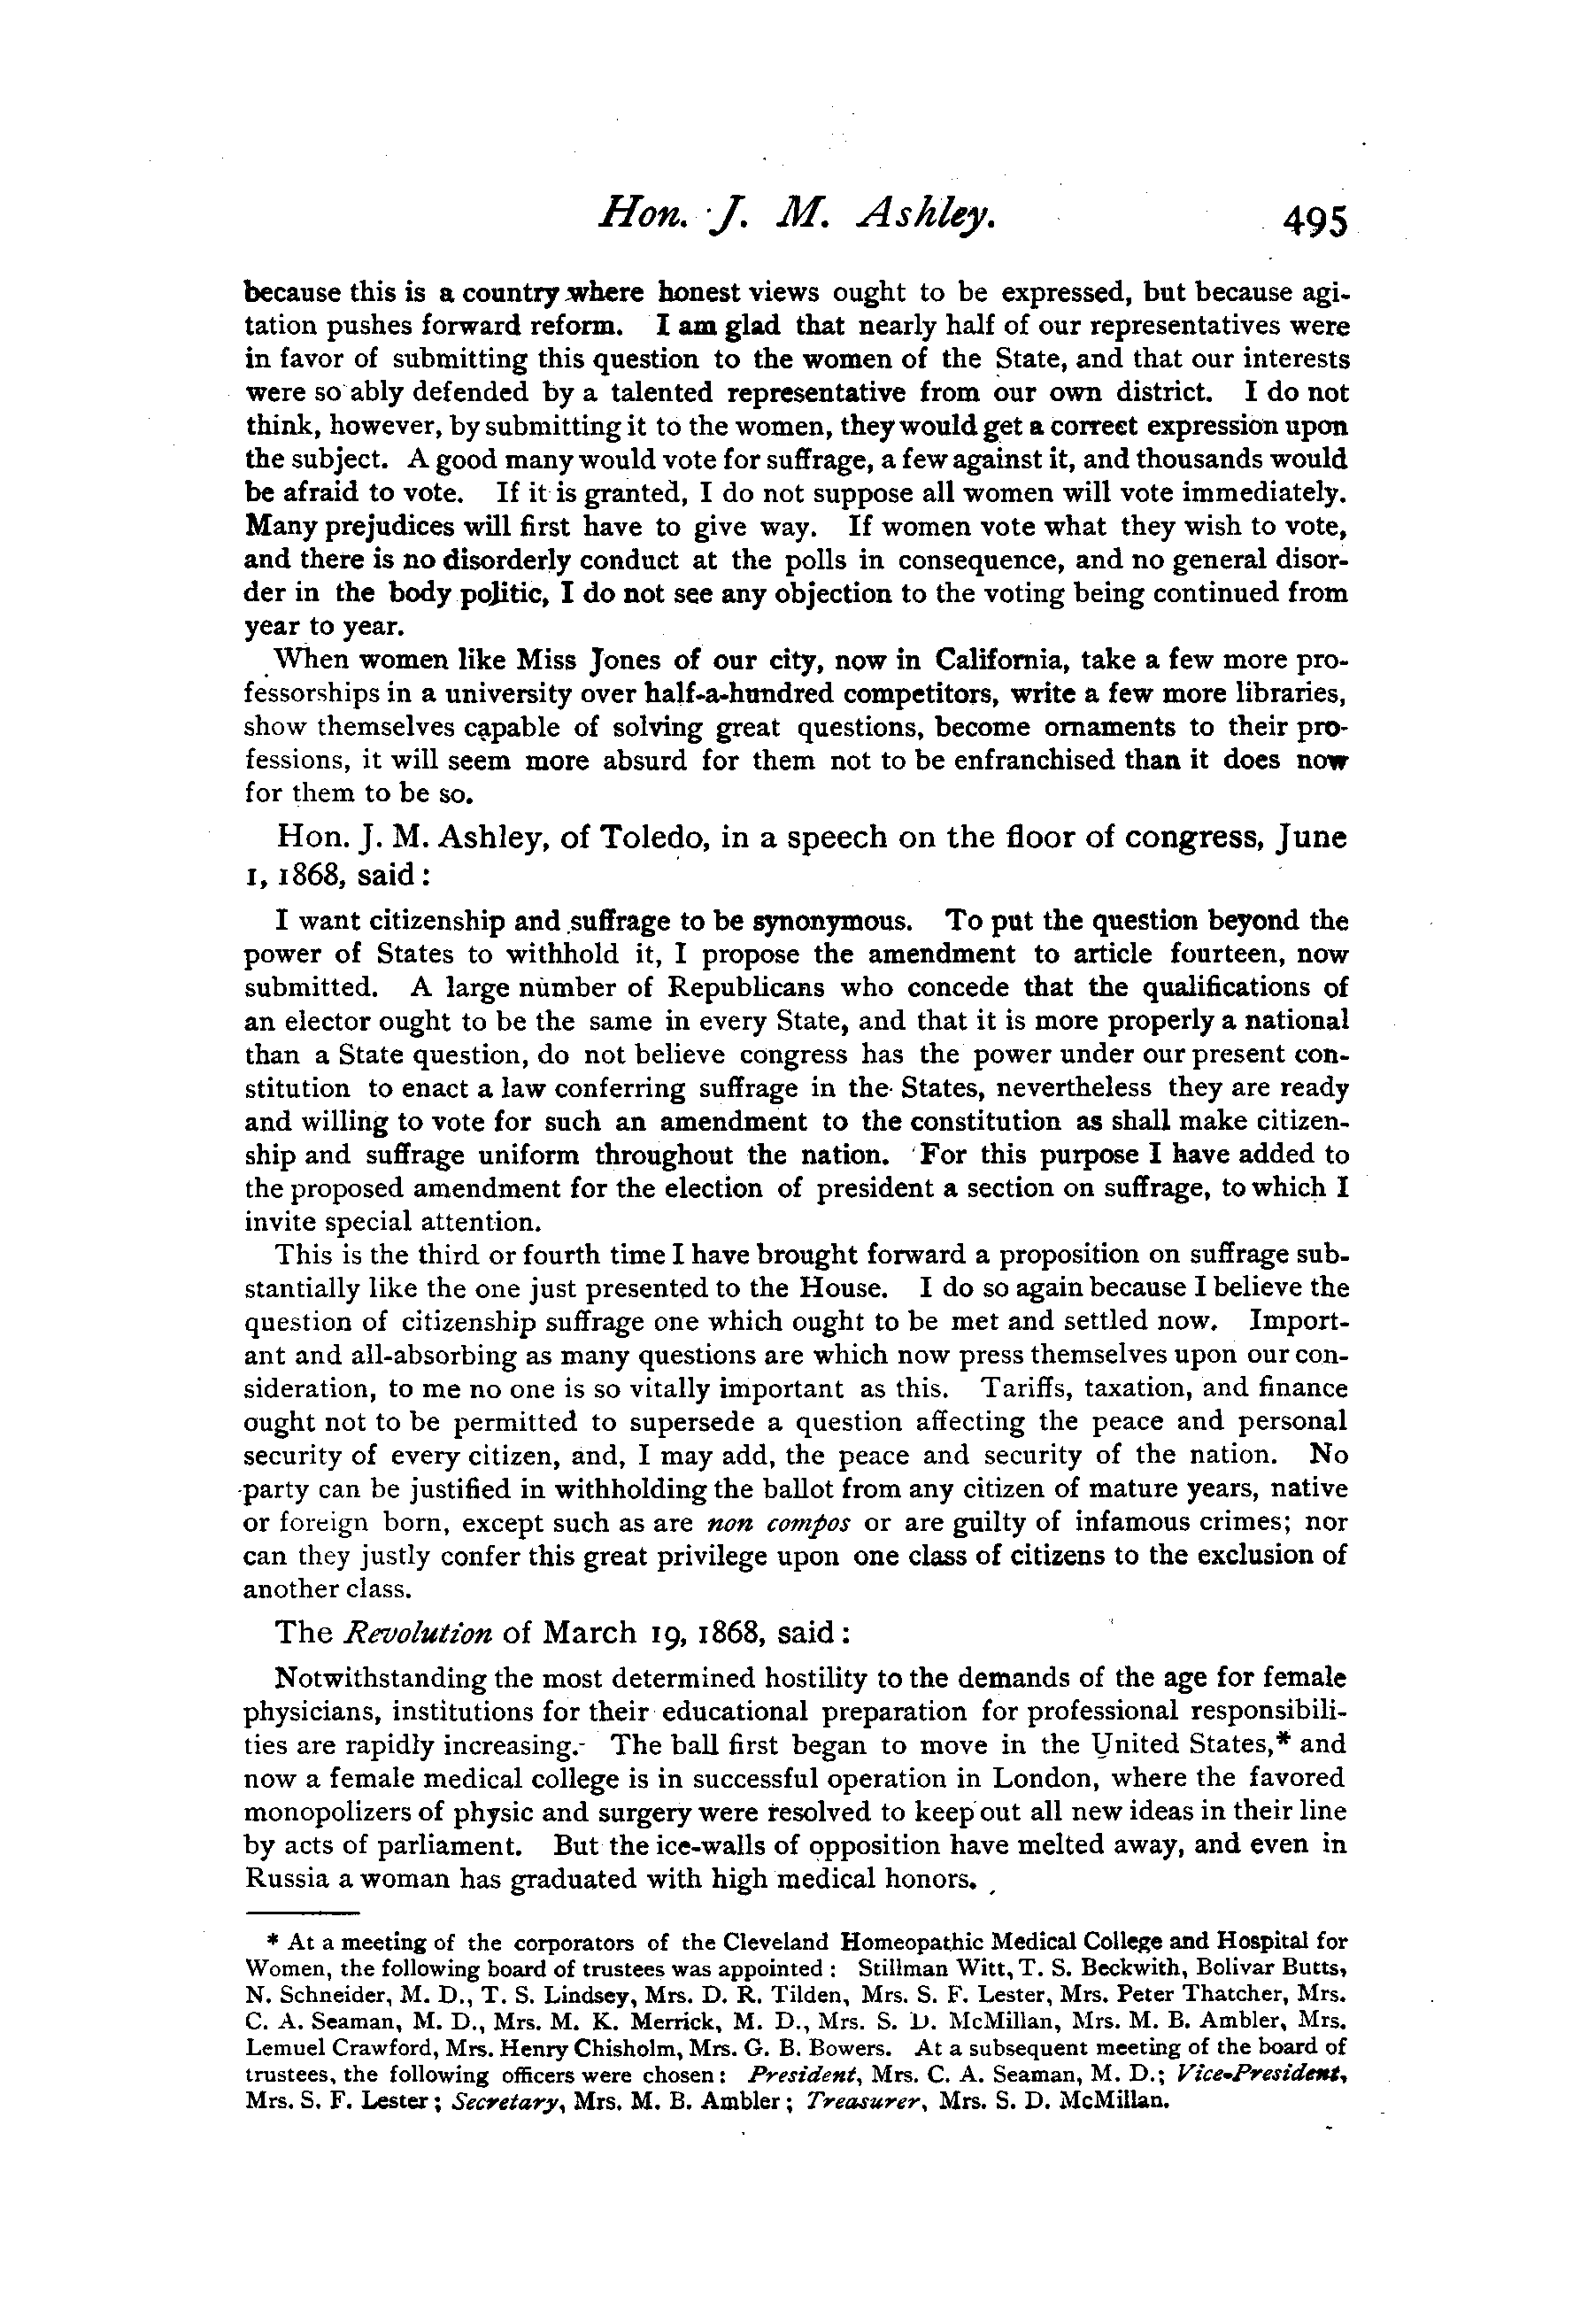 Hon. J. M. Ashley. 495
because this is a country where honest views ought to be expressed, but because agi-
tation pushes forward reform. I am glad that nearly half of our representatives were
in favor of submitting this question to the women of the State, and that our interests
were so ably defended by a talented representative from our own district. I do not
think, however, by submitting it to the women, they would get a correct expression upon
the subject. A good many would vote for suffrage, a few against it, and thousands would
be afraid to vote. If it is granted, I do not suppose all women will vote immediately.
Many prejudices will first have to give way. If women vote what they wish to vote,
and there is no disorderly conduct at the polls in consequence, and no general disor-
der in the body politic, I do not see any objection to the voting being continued from
year to year.
When women like Miss Jones of our city, now in California, take a few more pro-
fessorships in a university over half-a-hundred competitors, write a few more libraries,
show themselves capable of solving great questions, become ornaments to their pro-
fessions, it will seem more absurd for them not to be enfranchised than it does now
for them to be so.
Hon. J. M. Ashley, of Toledo, in a speech on the floor of congress, June
1, 1868, said:
I want citizenship and suffrage to be synonymous. To put the question beyond the
power of States to withhold it, I propose the amendment to article fourteen, now
submitted. A large number of Republicans who concede that the qualifications of
an elector ought to be the same in every State, and that it is more properly a national
than a State question, do not believe congress has the power under our present con-
stitution to enact a law conferring suffrage in the States, nevertheless they are ready
and willing to vote for such an amendment to the constitution as shall make citizen-
ship and suffrage uniform throughout the nation. For this purpose I have added to
the proposed amendment for the election of president a section on suffrage, to which I
invite special attention.
This is the third or fourth time I have brought forward a proposition on suffrage sub-
stantially like the one just presented to the House. I do so again because I believe the
question of citizenship suffrage one which ought to be met and settled now. Import-
ant and all-absorbing as many questions are which now press themselves upon our con-
sideration, to me no one is so vitally important as this. Tariffs, taxation, and finance
ought not to be permitted to supersede a question affecting the peace and personal
security of every citizen, and, I may add, the peace and security of the nation. No
party can be justified in withholding the ballot from any citizen of mature years, native
or foreign born, except such as are non compos or are guilty of infamous crimes; nor
can they justly confer this great privilege upon one class of citizens to the exclusion of
another class.
The Revolution of March 19, 1868, said:
Notwithstanding the most determined hostility to the demands of the age for female
physicians, institutions for their educational preparation for professional responsibili-
ties are rapidly increasing. The ball first began to move in the United States,* and
now a female medical college is in successful operation in London, where the favored
monopolizers of physic and surgery were resolved to keep out all new ideas in their line
by acts of parliament. But the ice-walls of opposition have melted away, and even in
Russia a woman has graduated with high medical honors.
* At a meeting of the corporators of the Cleveland Homeopathic Medical College and Hospital for
Women, the following board of trustees was appointed: Stillman Witt, T. S. Beckwith, Bolivar Butts,
N. Schneider, M. D., T. S. Lindsey, Mrs. D. R. Tilden, Mrs. S. F. Lester, Mrs. Peter Thatcher, Mrs.
C. A. Seaman, M. D., Mrs. M. K. Merrick, M. D., Mrs. S. D. McMillan, Mrs. M. B. Ambler, Mrs.
Lemuel Crawford, Mrs. Henry Chisholm, Mrs. G. B. Bowers. At a subsequent meeting of the board of
trustees, the following officers were chosen: President, Mrs. C. A. Seaman, M. D.; Vice-President,
Mrs. S. F. Lester; Secretary, Mrs. M. B. Ambler; Treasurer, Mrs. S. D. McMillan.